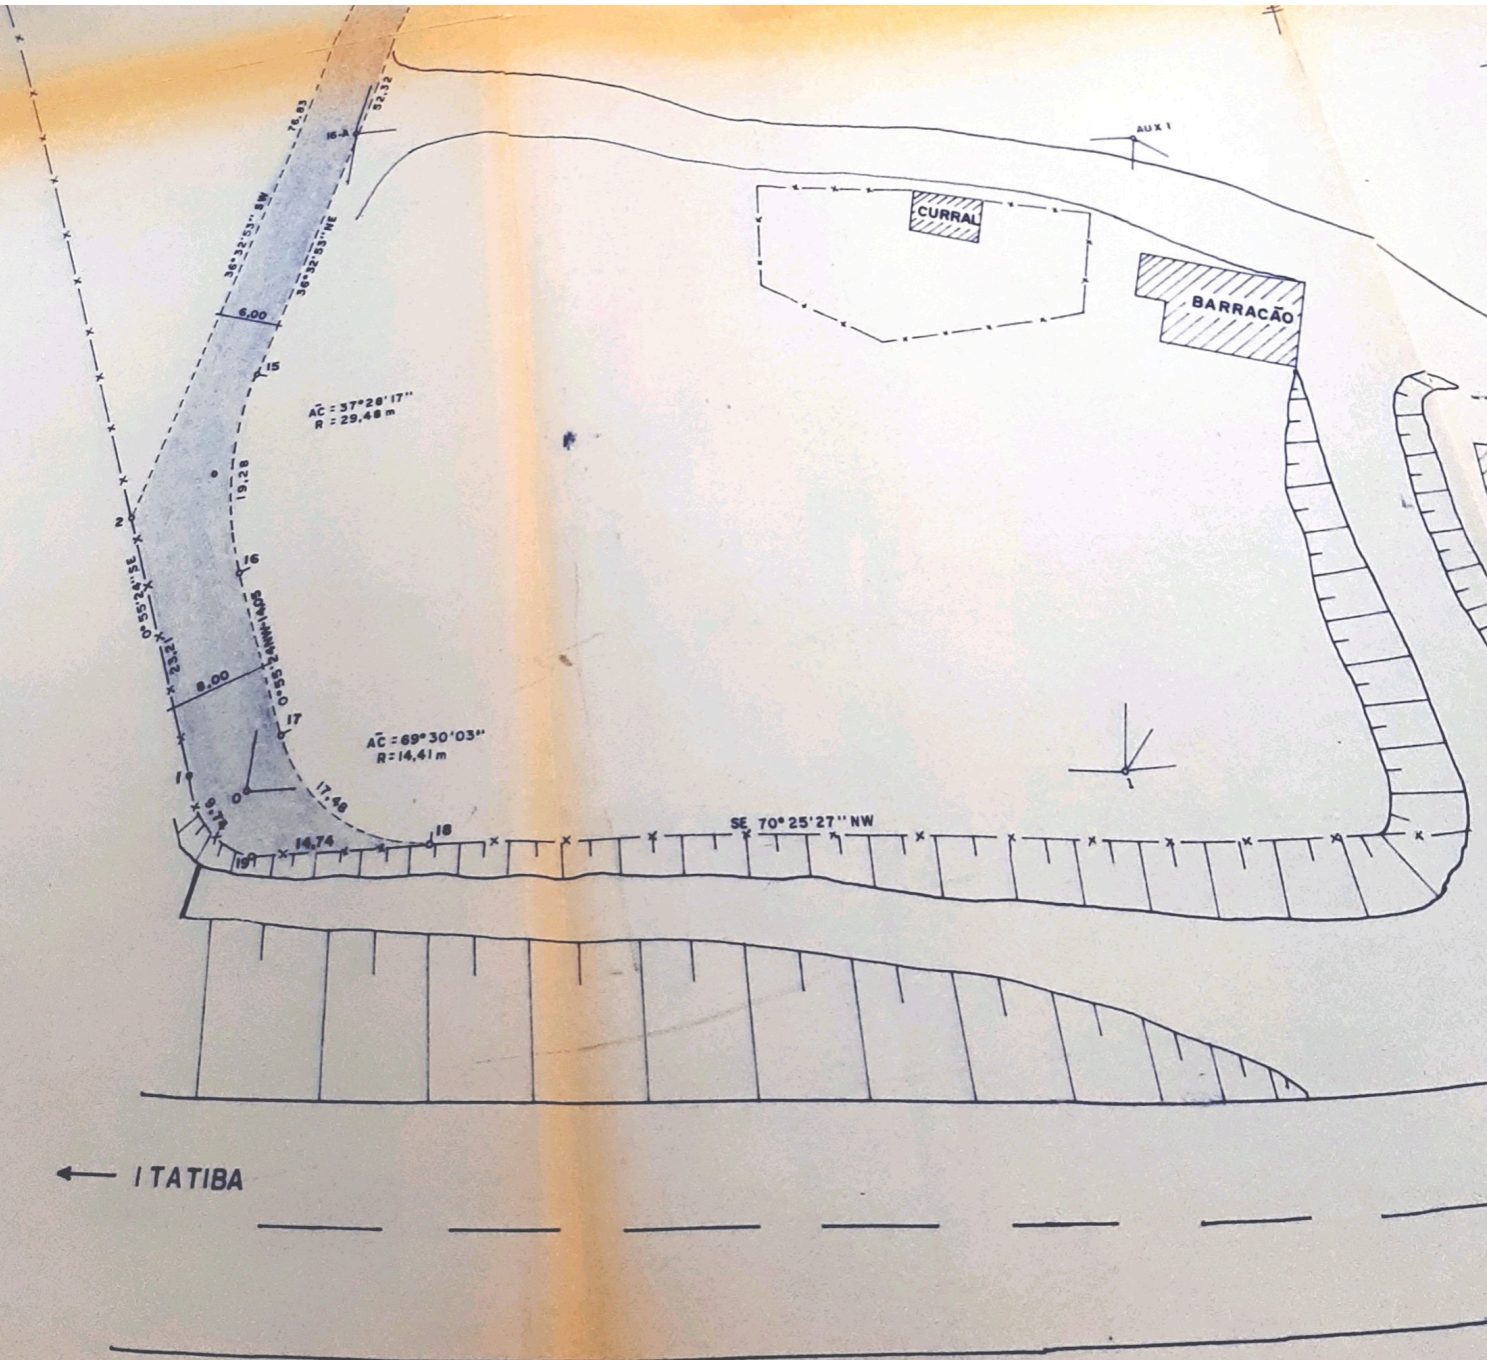 76,83
52,32
16-A
AUX 1
36°32'53" SW
36°32'53" NE
CURRAL
BARRACÃO
6,00
15
A̅C̅ = 37°28'17"
R = 29,48 m
19,28
2
16
0°55'24" SE
23,21
0°55'24" NW-14,05
8,00
17
A̅C̅ = 69°30'03"
R = 14,41 m
1
0
1
9,74
17,48
18
SE 70°25'27" NW
14,74
19
← ITATIBA